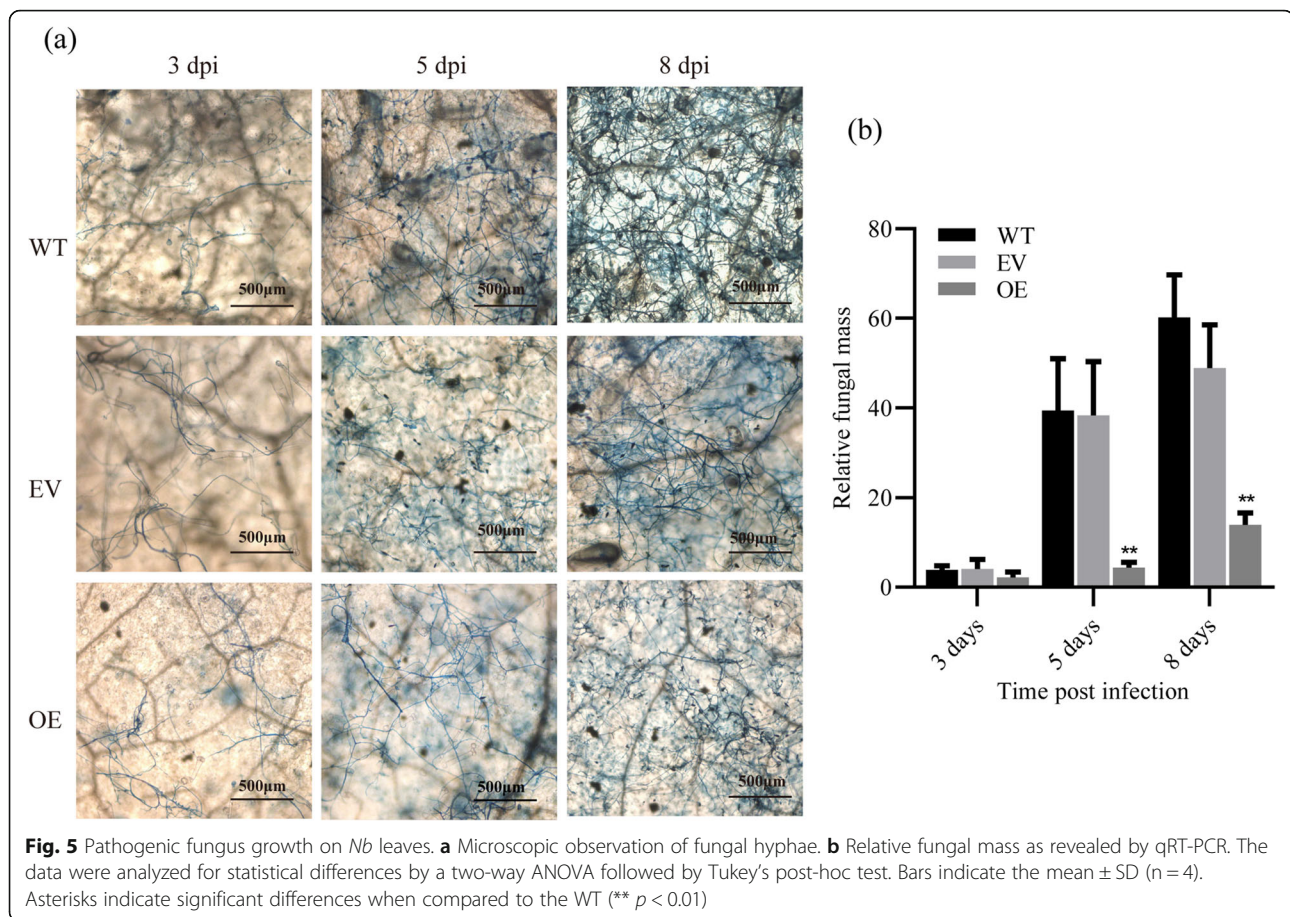 (a)
3 dpi 5 dpi 8 dpi
WT
500μm 500μm 500μm
EV
500μm 500μm 500μm
OE
500μm 500μm 500μm
(b)
80
60
40
20
0
Relative fungal mass
WT
EV
OE
**
**
3 days 5 days 8 days
Time post infection
Fig. 5 Pathogenic fungus growth on Nb leaves. a Microscopic observation of fungal hyphae. b Relative fungal mass as revealed by qRT-PCR. The
data were analyzed for statistical differences by a two-way ANOVA followed by Tukey's post-hoc test. Bars indicate the mean ± SD (n = 4).
Asterisks indicate significant differences when compared to the WT (** p < 0.01)